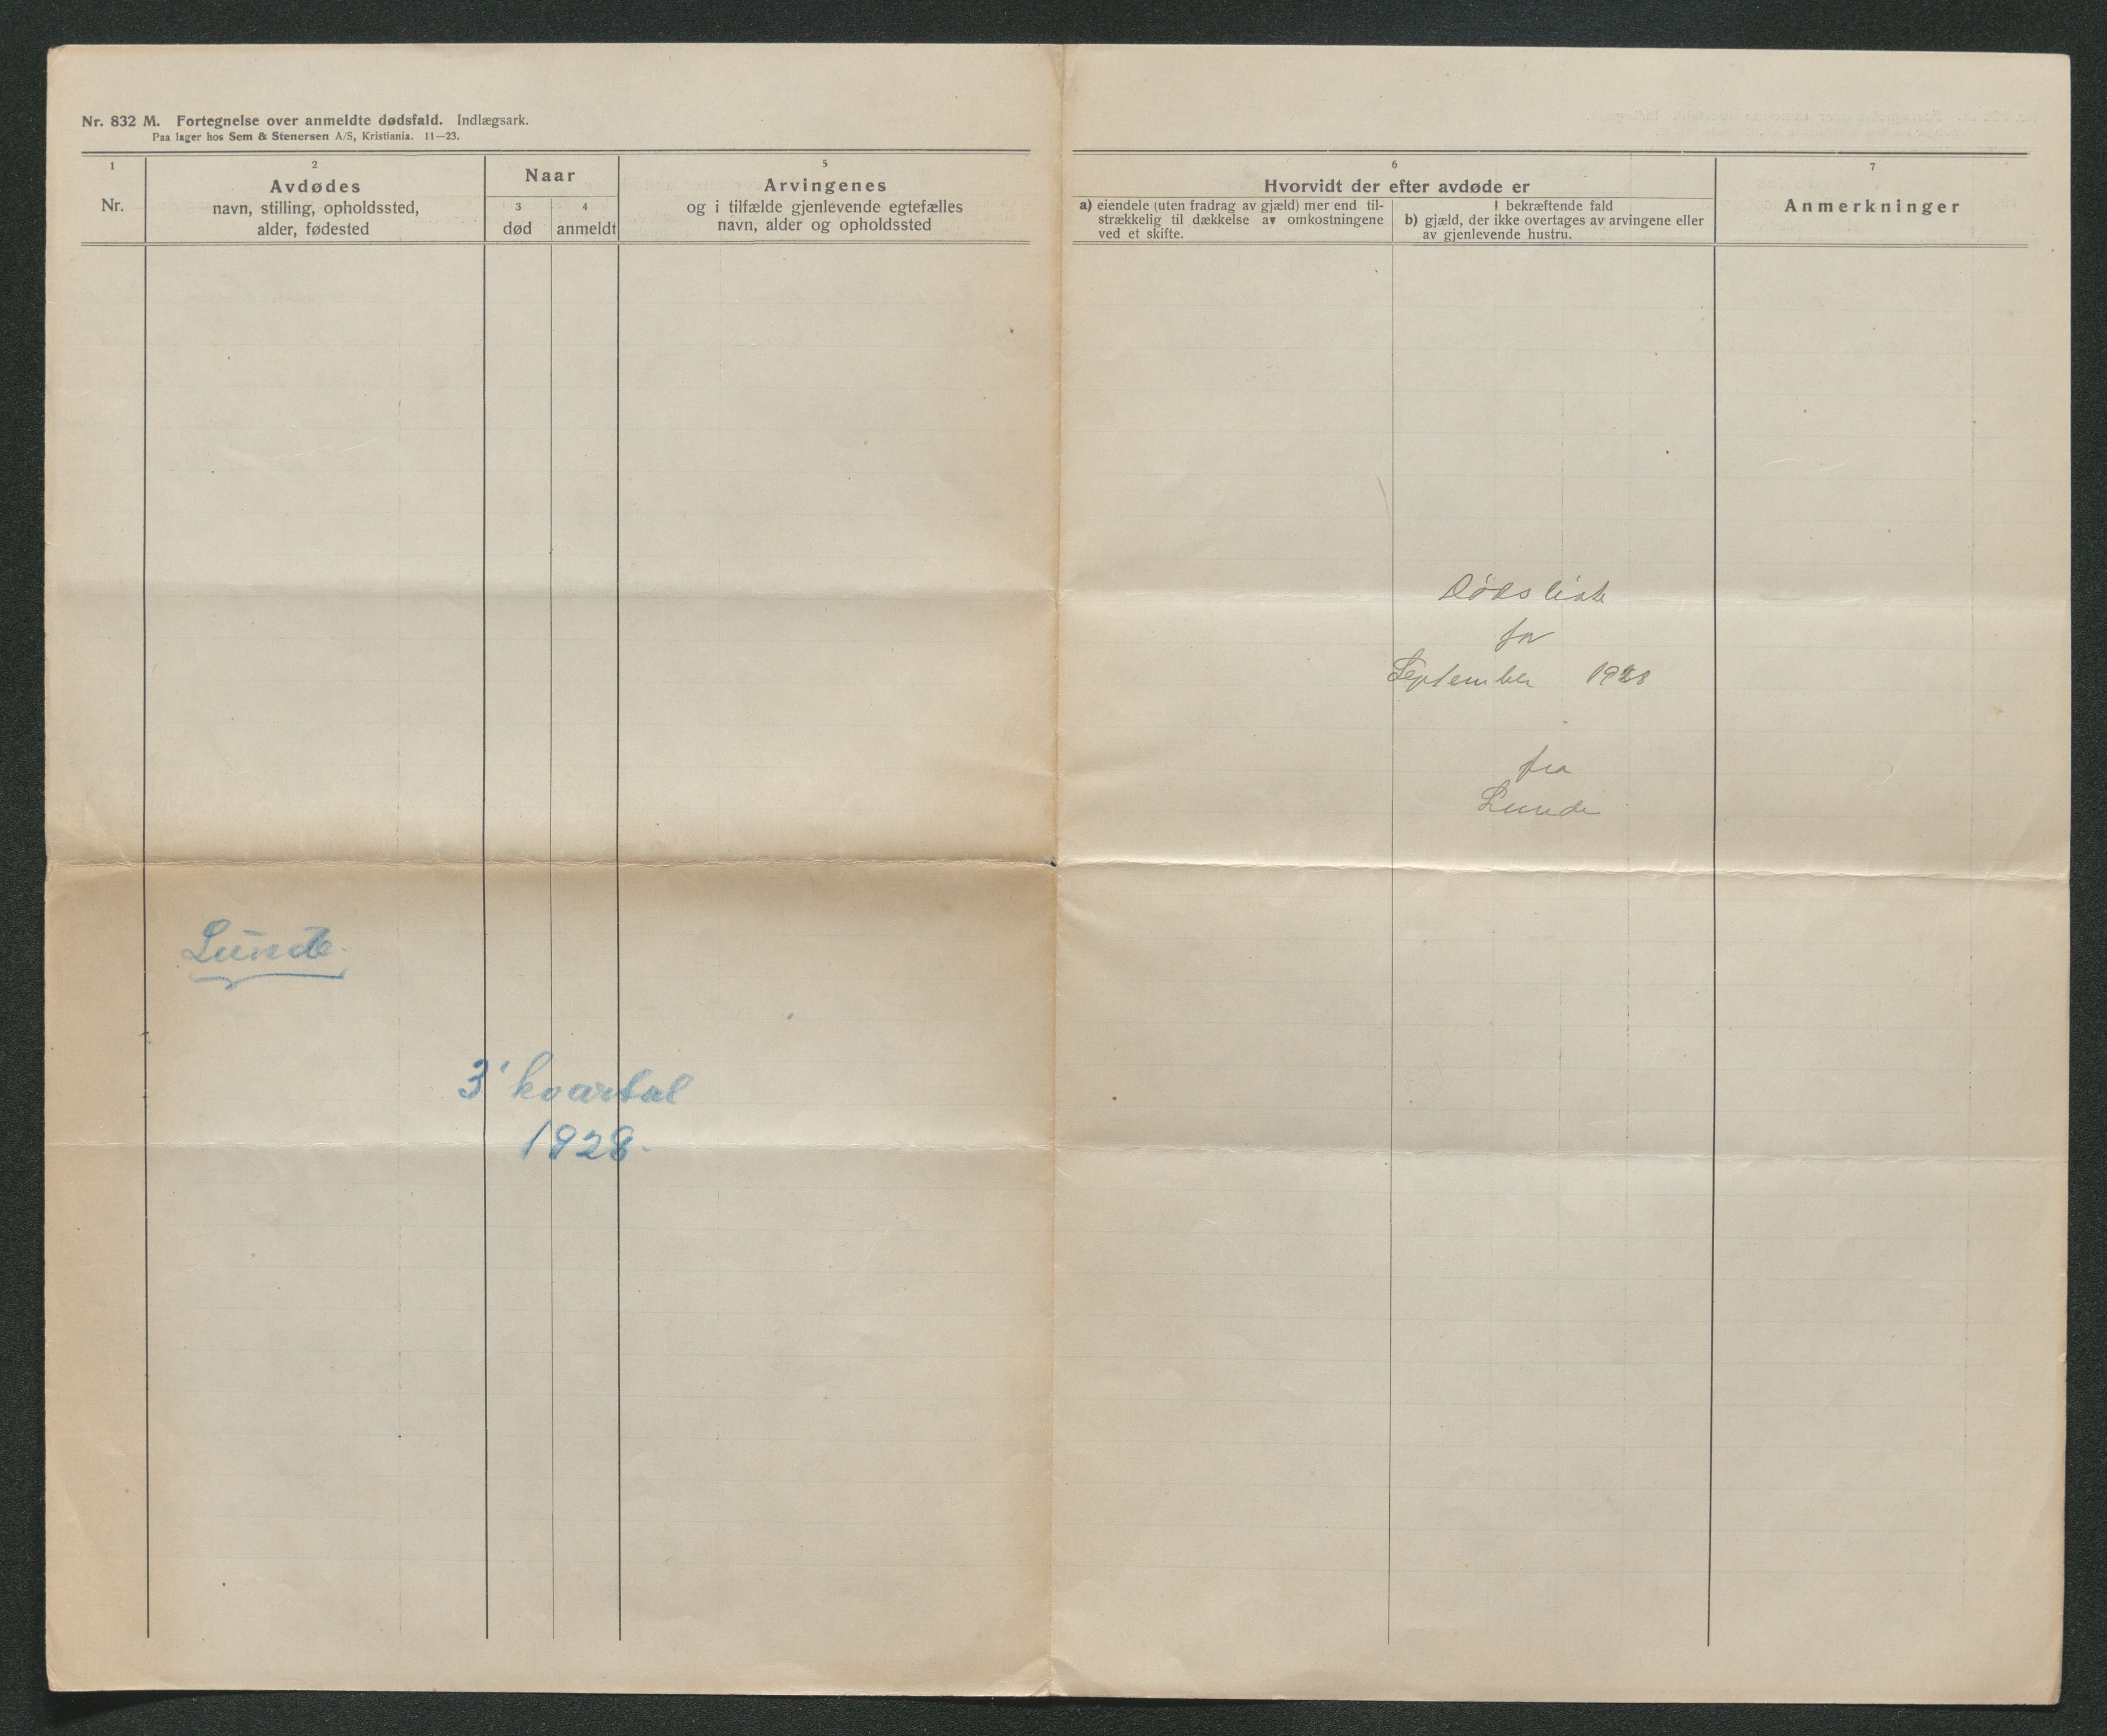 Nr. 832 M. Fortegnelse over anmeldte dødsfald. Indlægsark.
Paa lager hos Sem & Stenersen A/S, Kristiania. 11—23.
1
Nr.
2
Avdødes
navn, stilling, opholdssted,
alder, fødested
Naar
3
død
4
anmeldt
5
Arvingenes
og i tilfælde gjenlevende egtefælles
navn, alder og opholdssted
6
Hvorvidt der efter avdøde er
a) eiendele (uten fradrag av gjæld) mer end til-
strækkelig til dækkelse av omkostningene
ved et skifte.
I bekræftende fald
b) gjæld, der ikke overtages av arvingene eller
av gjenlevende hustru.
7
Anmerkninger
Lunde.
3' kvartal
1928.
Dødsliste
for
September 1928
fra
Lunde